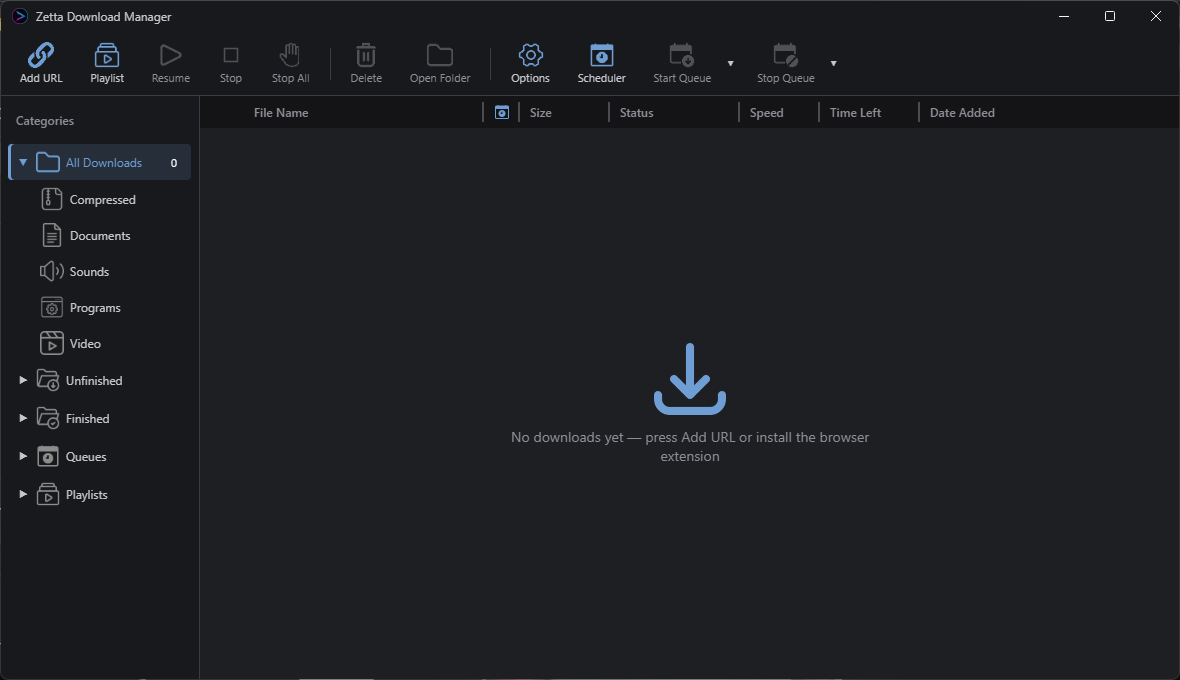 Zetta Download Manager
Add URL
Playlist
Resume
Stop
Stop All
Delete
Open Folder
Options
Scheduler
Start Queue
Stop Queue
Categories
File Name
Size
Status
Speed
Time Left
Date Added
All Downloads 0
Compressed
Documents
Sounds
Programs
Video
Unfinished
Finished
Queues
Playlists
No downloads yet — press Add URL or install the browser
extension